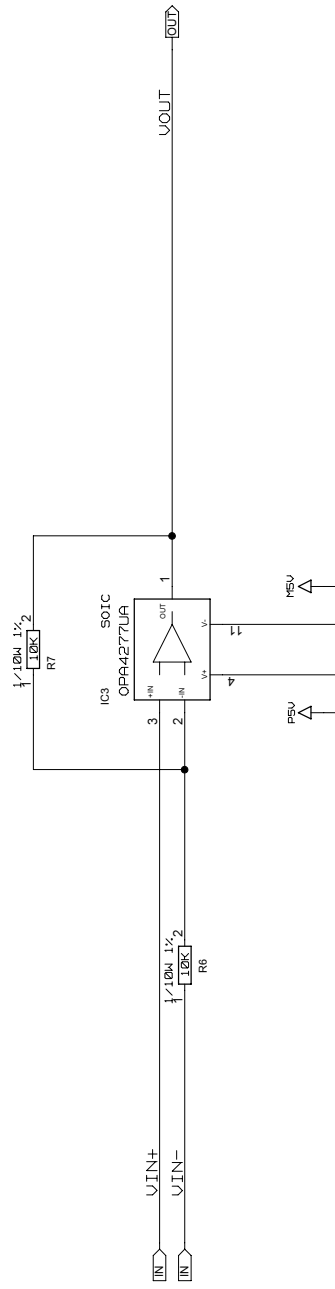 OUT
VOUT
1/10W 1%
1
10K
2
R7
IC3
SOIC
OPA4277UA
3
+IN
OUT
1
2
-IN
V+
V-
4
11
P5V
M5V
1/10W 1%
1
10K
2
R6
VIN+
VIN-
IN
IN